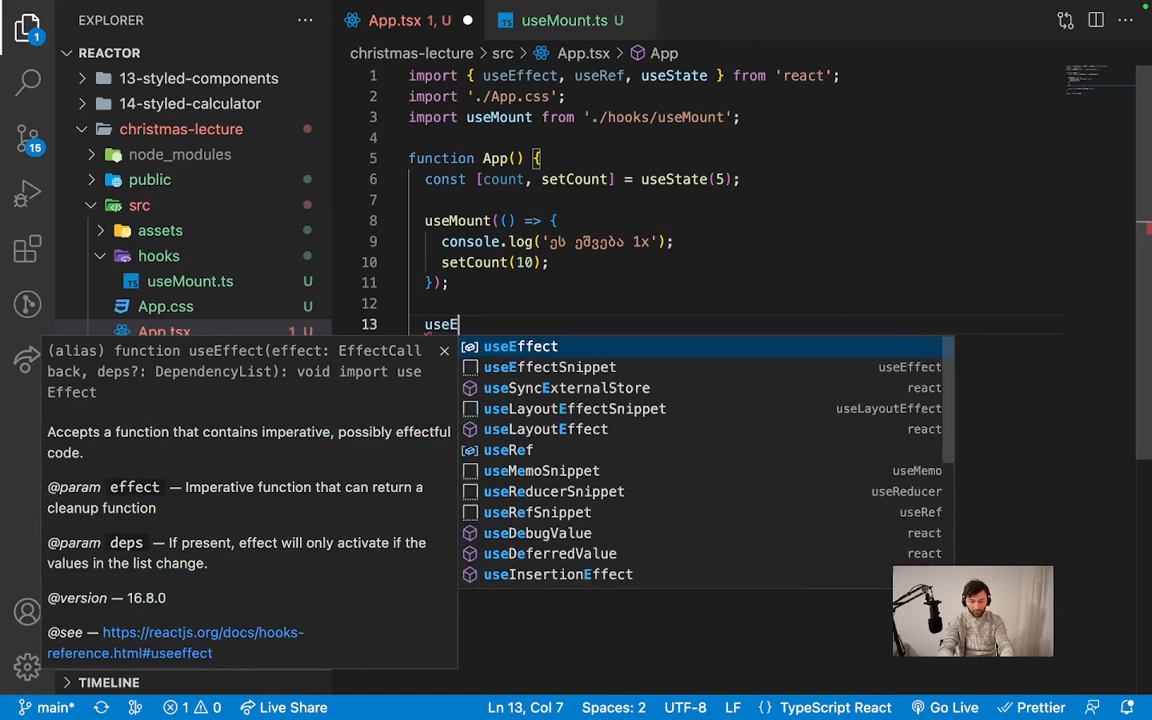 EXPLORER
App.tsx 1, U
useMount.ts U
1
REACTOR
christmas-lecture > src > App.tsx > App
13-styled-components
14-styled-calculator
christmas-lecture
15
node_modules
public
src
assets
hooks
useMount.ts U
App.css U
App.tsx 1, U
1 import { useEffect, useRef, useState } from 'react';
2 import './App.css';
3 import useMount from './hooks/useMount';
4
5 function App() {
6 const [count, setCount] = useState(5);
7
8 useMount(() => {
9 console.log('ეს ეშვება 1x');
10 setCount(10);
11 });
12
13 useE
(alias) function useEffect(effect: EffectCall
back, deps?: DependencyList): void import use
Effect
Accepts a function that contains imperative, possibly effectful
code.
@param effect — Imperative function that can return a
cleanup function
@param deps — If present, effect will only activate if the
values in the list change.
@version — 16.8.0
@see — https://reactjs.org/docs/hooks-
reference.html#useeffect
useEffect
useEffectSnippet useEffect
useSyncExternalStore react
useLayoutEffectSnippet useLayoutEffect
useLayoutEffect react
useRef
useMemoSnippet useMemo
useReducerSnippet useReducer
useRefSnippet useRef
useDebugValue react
useDeferredValue react
useInsertionEffect
TIMELINE
main* 1 0 Live Share Ln 13, Col 7 Spaces: 2 UTF-8 LF {} TypeScript React Go Live Prettier